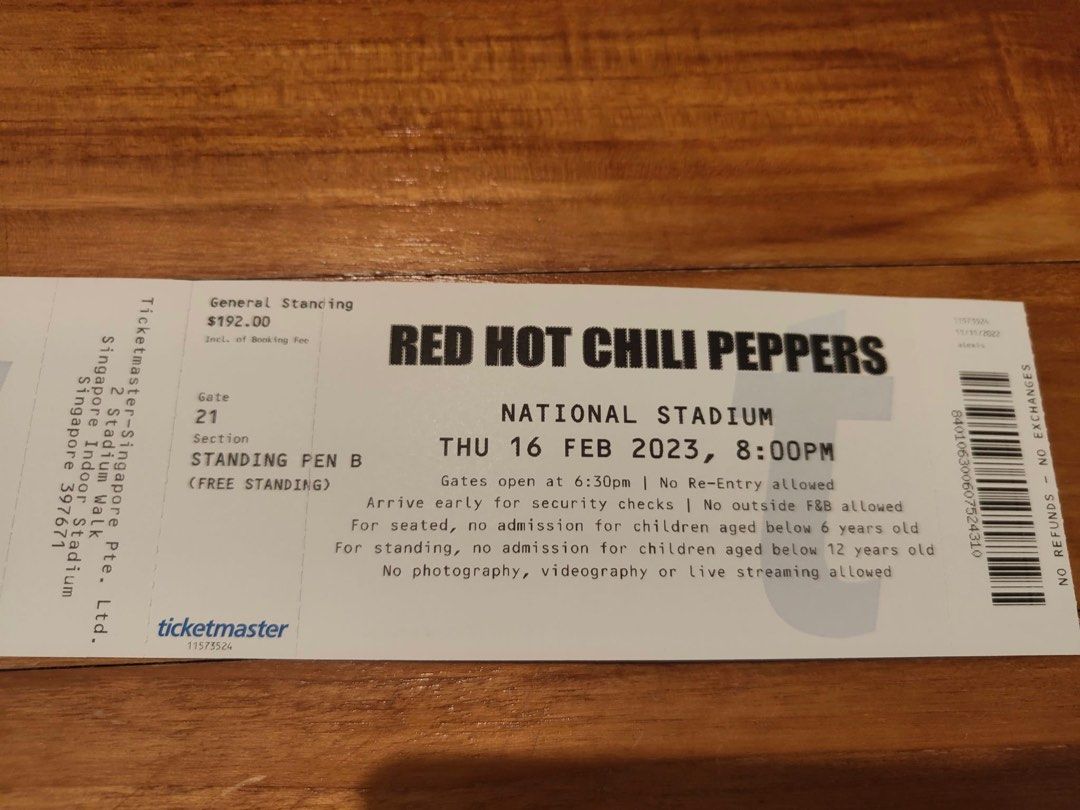 Ticketmaster-Singapore Pte. Ltd.
2 Stadium Walk
Singapore Indoor Stadium
Singapore 397671
General Standing
$192.00
Incl. of Booking Fee
Gate
21
Section
STANDING PEN B
(FREE STANDING)
ticketmaster
11573524
RED HOT CHILI PEPPERS
NATIONAL STADIUM
THU 16 FEB 2023, 8:00PM
Gates open at 6:30pm | No Re-Entry allowed
Arrive early for security checks | No outside F&B allowed
For seated, no admission for children aged below 6 years old
For standing, no admission for children aged below 12 years old
No photography, videography or live streaming allowed
t
11573524
alexis
NO REFUNDS - NO EXCHANGES